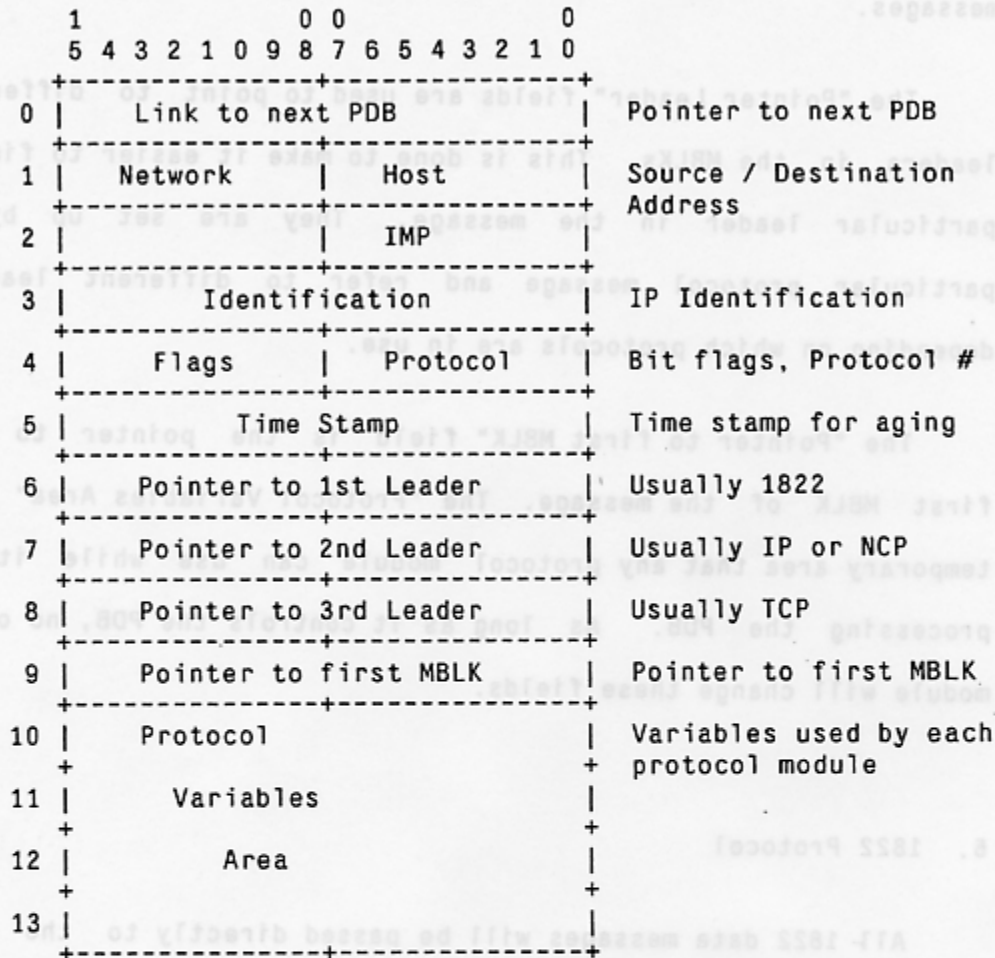 1 0 0 0
5 4 3 2 1 0 9 8 7 6 5 4 3 2 1 0
+---------------+---------------+
0 | Link to next PDB | Pointer to next PDB
+---------------+---------------+
1 | Network | Host | Source / Destination
+---------------+---------------+ Address
2 | | IMP |
+---------------+---------------+
3 | Identification | IP Identification
+---------------+---------------+
4 | Flags | Protocol | Bit flags, Protocol #
+---------------+---------------+
5 | Time Stamp | Time stamp for aging
+---------------+---------------+
6 | Pointer to 1st Leader | Usually 1822
+---------------+---------------+
7 | Pointer to 2nd Leader | Usually IP or NCP
+---------------+---------------+
8 | Pointer to 3rd Leader | Usually TCP
+---------------+---------------+
9 | Pointer to first MBLK | Pointer to first MBLK
+---------------+---------------+
10 | Protocol | Variables used by each
+ + protocol module
11 | Variables |
+ +
12 | Area |
+ +
13 | |
+---------------+---------------+